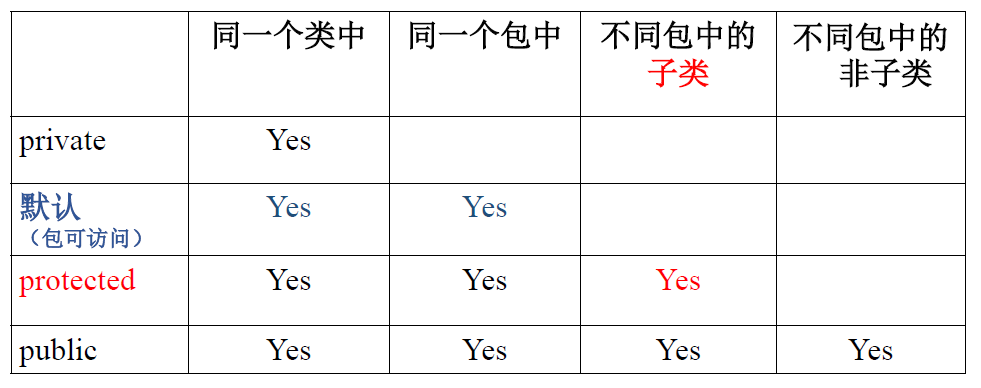 同一个类中 同一个包中 不同包中的 不同包中的
子类 非子类
private Yes
默认 Yes Yes
（包可访问）
protected Yes Yes Yes
public Yes Yes Yes Yes